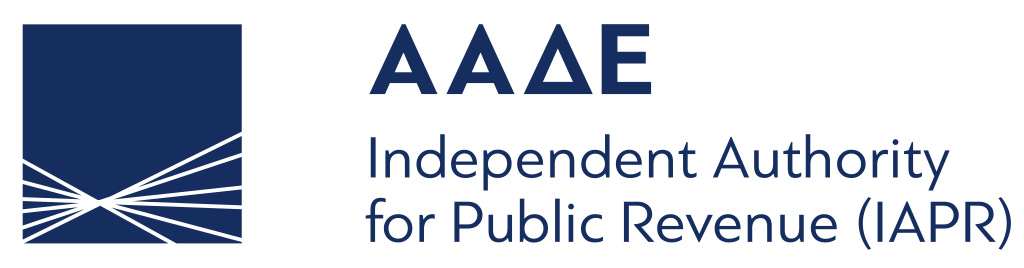 ΑΑΔΕ
Independent Authority
for Public Revenue (IAPR)